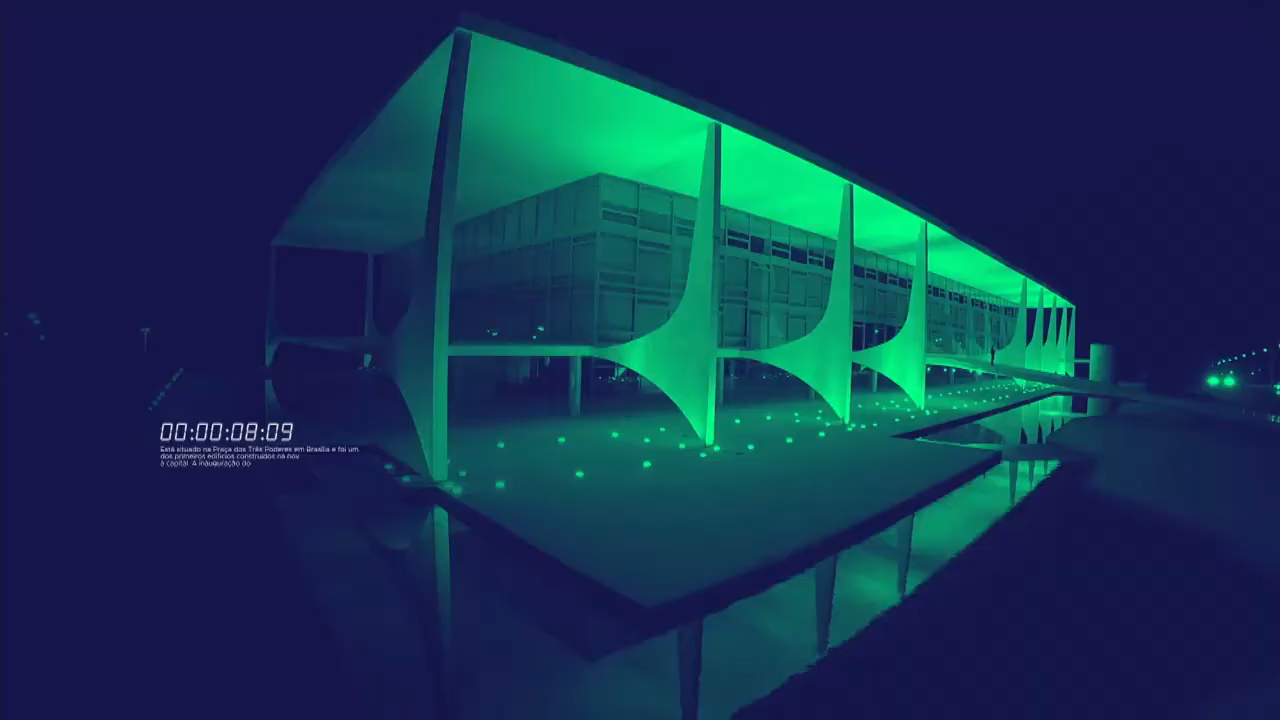 00:00:08:09
Está situado na Praça dos Três Poderes em Brasília e foi um
dos primeiros edifícios construídos na nov
a capital. A inauguração do